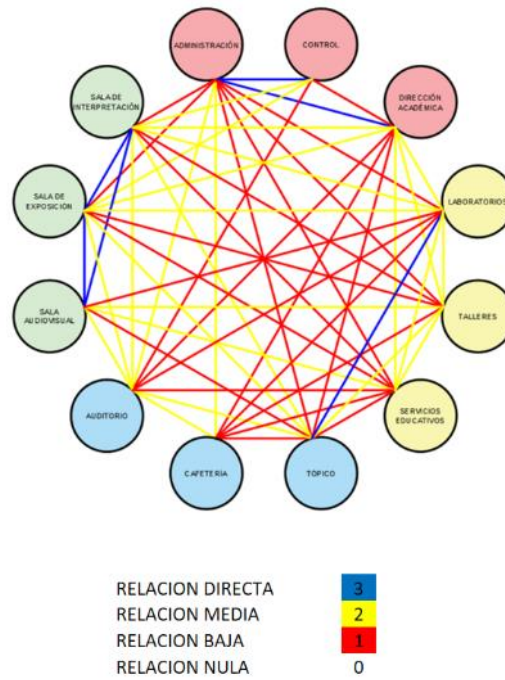 ADMINISTRACIÓN
CONTROL
SALA DE
INTERPRETACIÓN
DIRECCIÓN
ACADÉMICA
SALA DE
EXPOSICIÓN
LABORATORIOS
SALA
AUDIOVISUAL
TALLERES
AUDITORIO
SERVICIOS
EDUCATIVOS
CAFETERÍA
TÓPICO
RELACION DIRECTA 3
RELACION MEDIA 2
RELACION BAJA 1
RELACION NULA 0